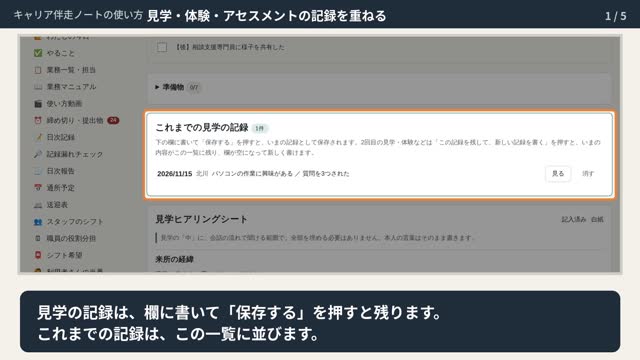 キャリア伴走ノートの使い方 見学・体験・アセスメントの記録を重ねる 1 / 5
【後】相談支援専門員に様子を共有した
やること
業務一覧・担当
▶ 準備物 0/7
業務マニュアル
使い方動画
締め切り・提出物 24
日次記録
記録漏れチェック
日次報告
通所予定
送迎表
スタッフのシフト
職員の役割分担
シフト希望
これまでの見学の記録 1件
下の欄に書いて「保存する」を押すと、いまの記録として保存されます。2回目の見学・体験などは「この記録を残して、新しい記録を書く」を押すと、いまの
内容がこの一覧に残り、欄が空になって新しく書けます。
2026/11/15 北川 パソコンの作業に興味がある ／ 質問を3つされた 見る 消す
見学ヒアリングシート 記入済み 白紙
見学の「中」に、会話の流れで聞ける範囲で。全部を埋める必要はありません。本人の言葉はそのまま書きます。
来所の経緯
見学の記録は、欄に書いて「保存する」を押すと残ります。
これまでの記録は、この一覧に並びます。